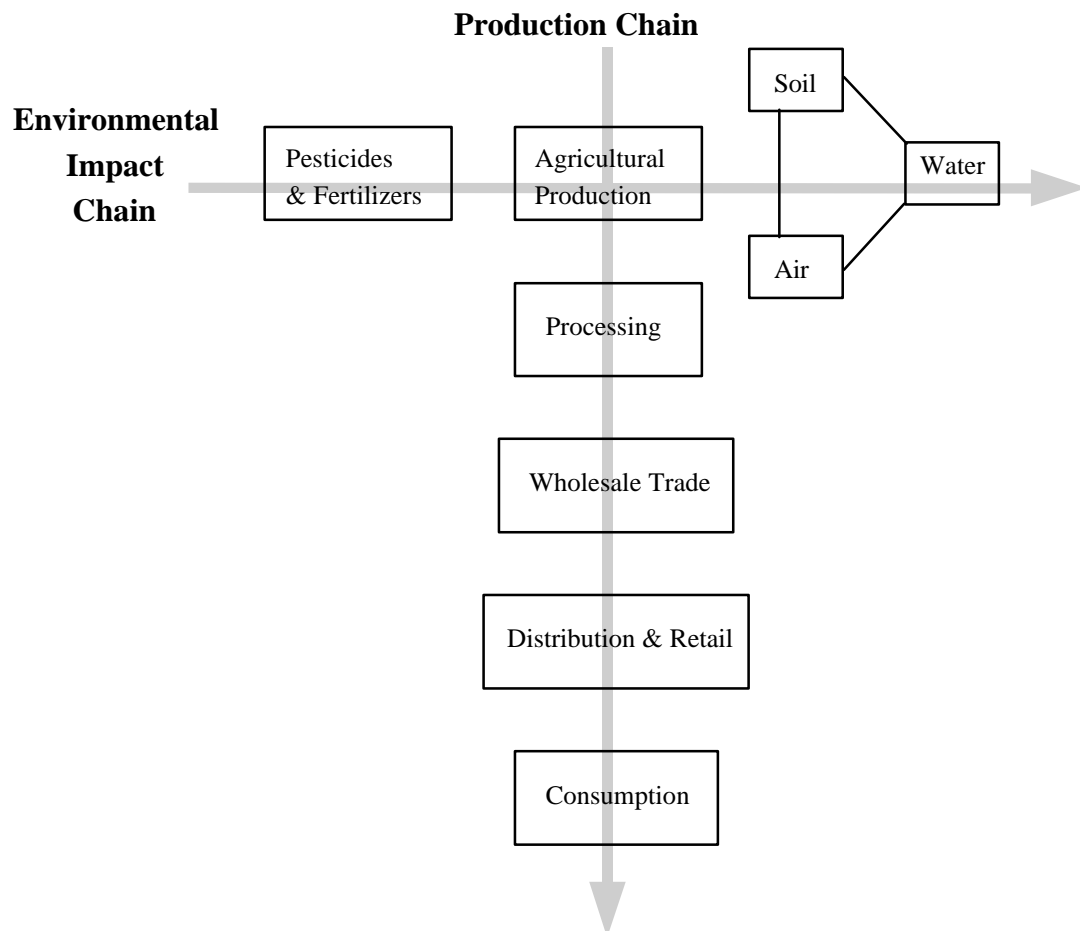 Production Chain
Soil
Environmental
Impact
Chain
Pesticides
& Fertilizers
Agricultural
Production
Water
Air
Processing
Wholesale Trade
Distribution & Retail
Consumption